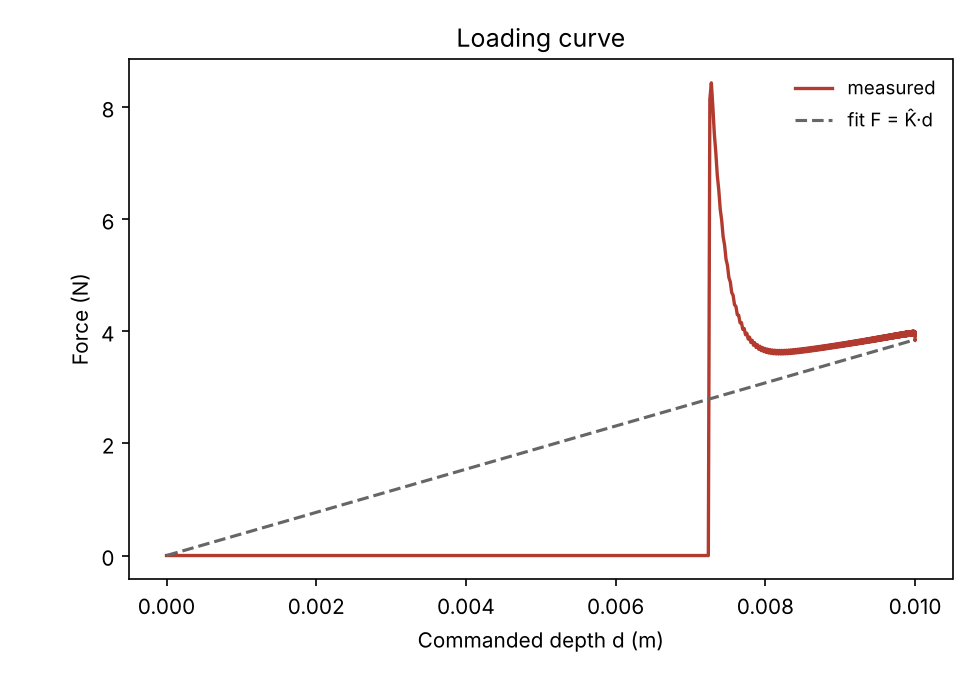 Loading curve
measured
fit F = K̂·d
8
6
4
2
0
Force (N)
0.000 0.002 0.004 0.006 0.008 0.010
Commanded depth d (m)